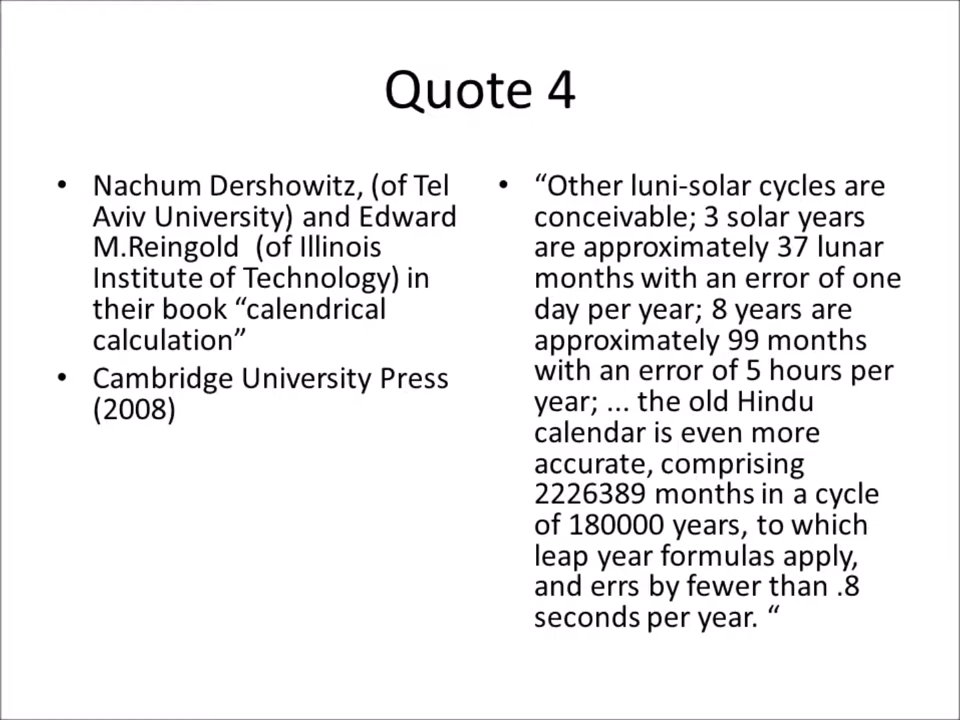 Quote 4
• Nachum Dershowitz, (of Tel
Aviv University) and Edward
M.Reingold  (of Illinois
Institute of Technology) in
their book “calendrical
calculation”
• Cambridge University Press
(2008)
• “Other luni-solar cycles are
conceivable; 3 solar years
are approximately 37 lunar
months with an error of one
day per year; 8 years are
approximately 99 months
with an error of 5 hours per
year; ... the old Hindu
calendar is even more
accurate, comprising
2226389 months in a cycle
of 180000 years, to which
leap year formulas apply,
and errs by fewer than .8
seconds per year. “